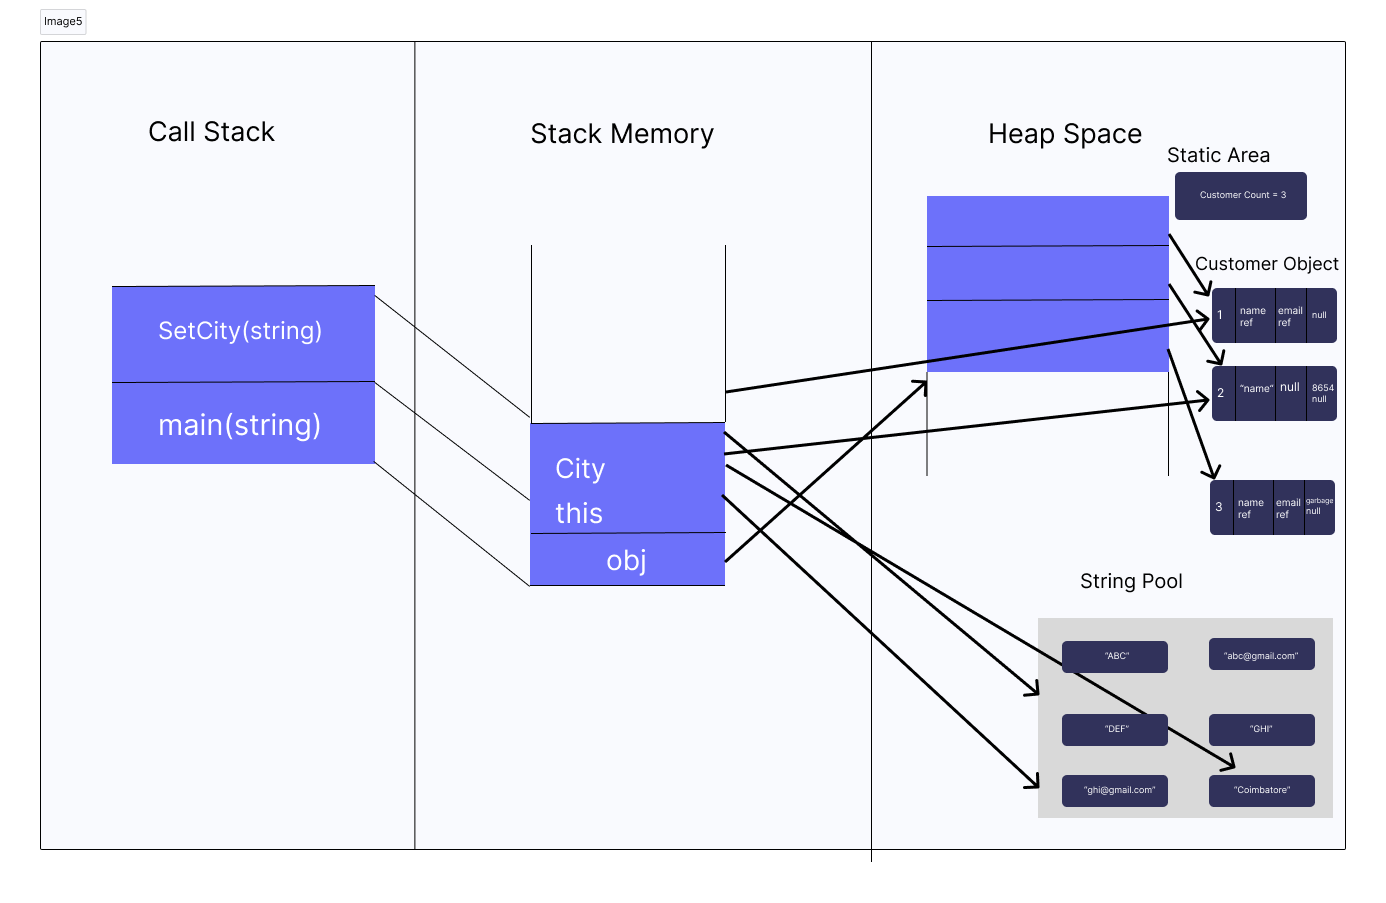 Image5
Call Stack
Stack Memory
Heap Space
Static Area
Customer Count = 3
SetCity(string)
main(string)
City
this
obj
Customer Object
1
name
ref
email
ref
null
2
“name”
null
8654
null
3
name
ref
email
ref
garbage
null
String Pool
“ABC”
“abc@gmail.com”
“DEF”
“GHI”
“ghi@gmail.com”
“Coimbatore”